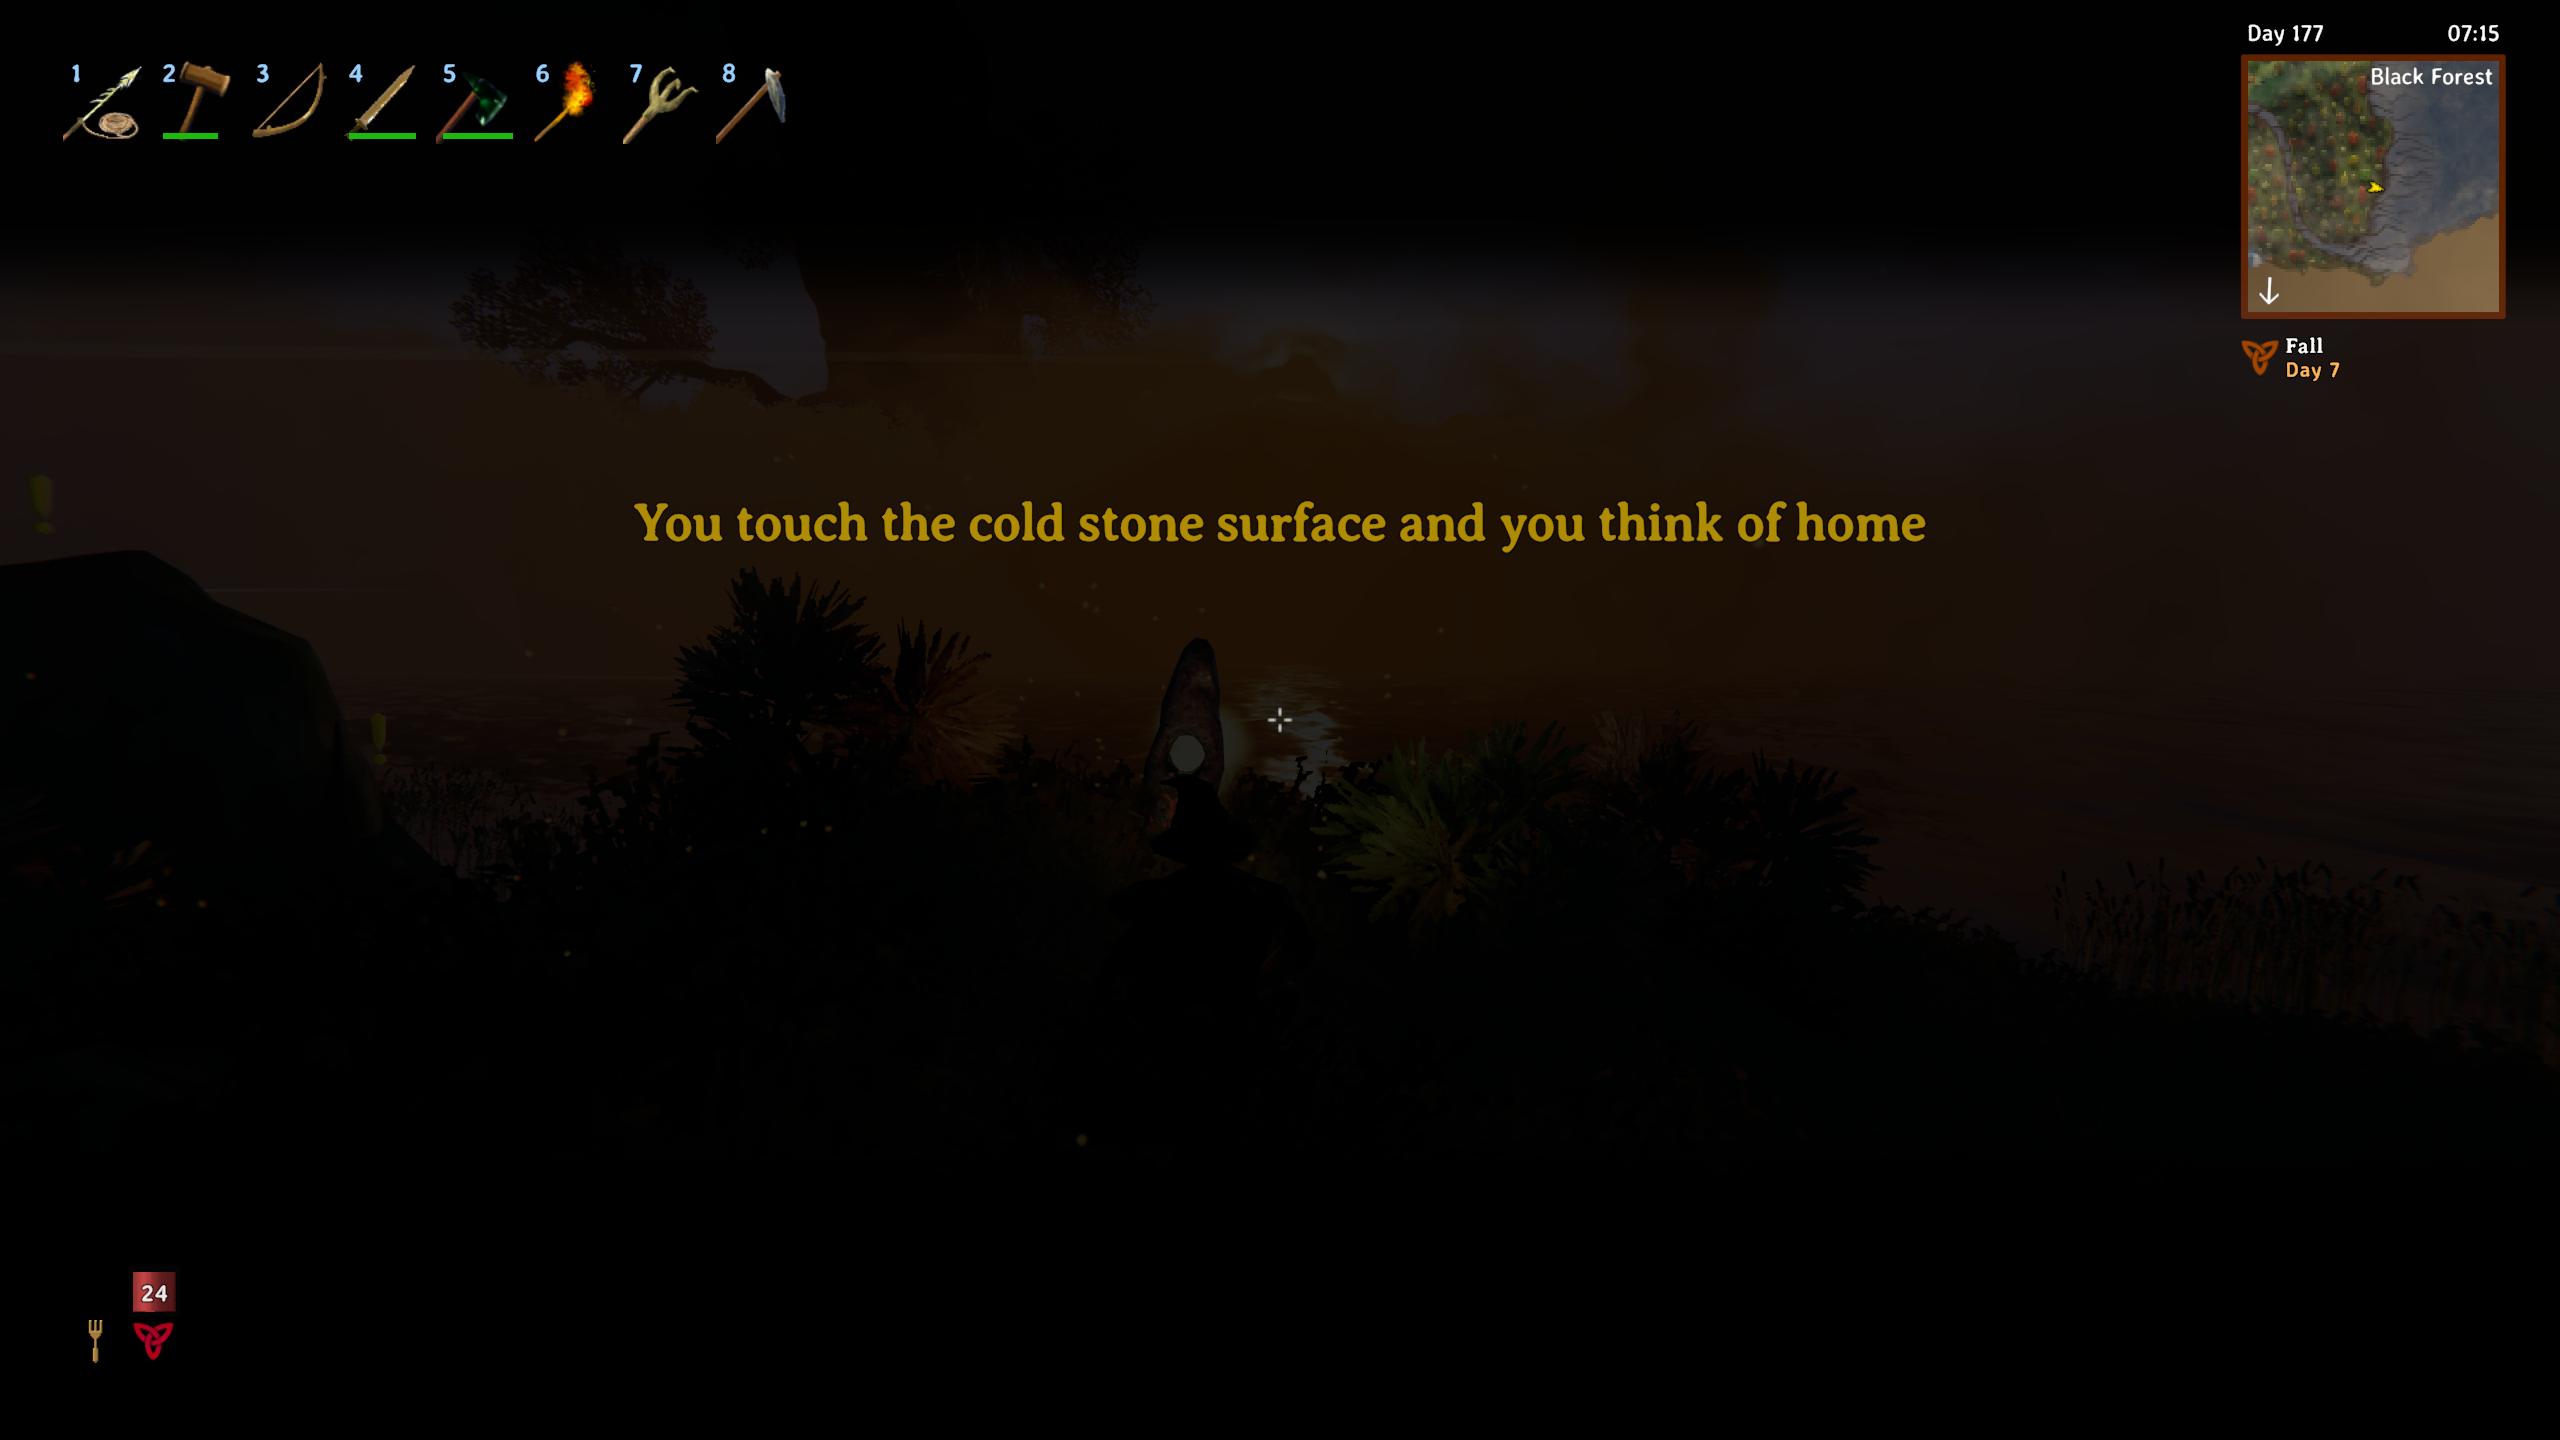 Day 177 07:15
1 2 3 4 5 6 7 8
Black Forest
Fall
Day 7
You touch the cold stone surface and you think of home
24